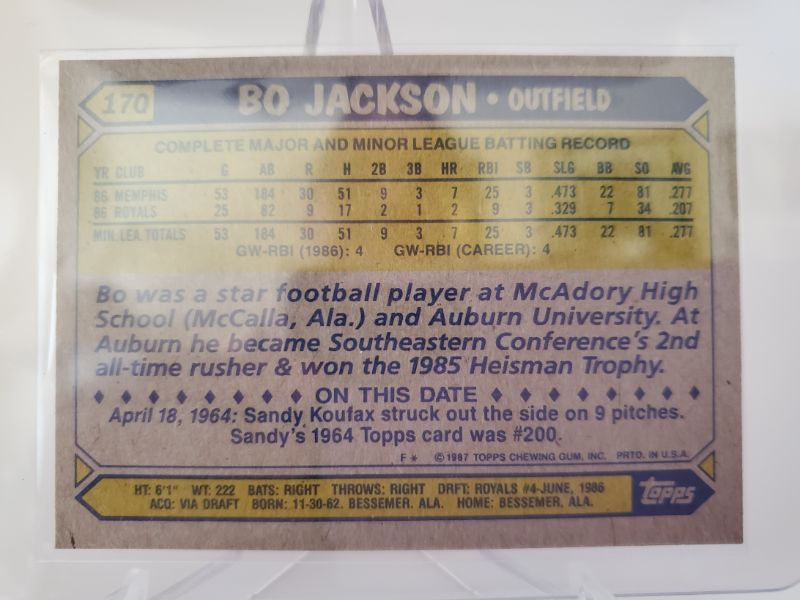 170 BO JACKSON • OUTFIELD
COMPLETE MAJOR AND MINOR LEAGUE BATTING RECORD
YR CLUB G AB R H 2B 3B HR RBI SB SLG BB SO AVG
86 MEMPHIS 53 184 30 51 9 3 7 25 3 .473 22 81 .277
86 ROYALS 25 82 9 17 2 1 2 9 3 .329 7 34 .207
MIN. LEA. TOTALS 53 184 30 51 9 3 7 25 3 .473 22 81 .277
GW-RBI (1986): 4 GW-RBI (CAREER): 4
Bo was a star football player at McAdory High
School (McCalla, Ala.) and Auburn University. At
Auburn he became Southeastern Conference's 2nd
all-time rusher & won the 1985 Heisman Trophy.
♦ ♦ ♦ ♦ ♦ ♦ ♦ ♦ ON THIS DATE ♦ ♦ ♦ ♦ ♦ ♦ ♦ ♦
April 18, 1964: Sandy Koufax struck out the side on 9 pitches.
Sandy's 1964 Topps card was #200.
F * © 1987 TOPPS CHEWING GUM, INC. PRTD. IN U.S.A.
HT: 6'1" WT: 222 BATS: RIGHT THROWS: RIGHT DRFT: ROYALS #4-JUNE, 1986
ACQ: VIA DRAFT BORN: 11-30-62, BESSEMER, ALA. HOME: BESSEMER, ALA.
topps